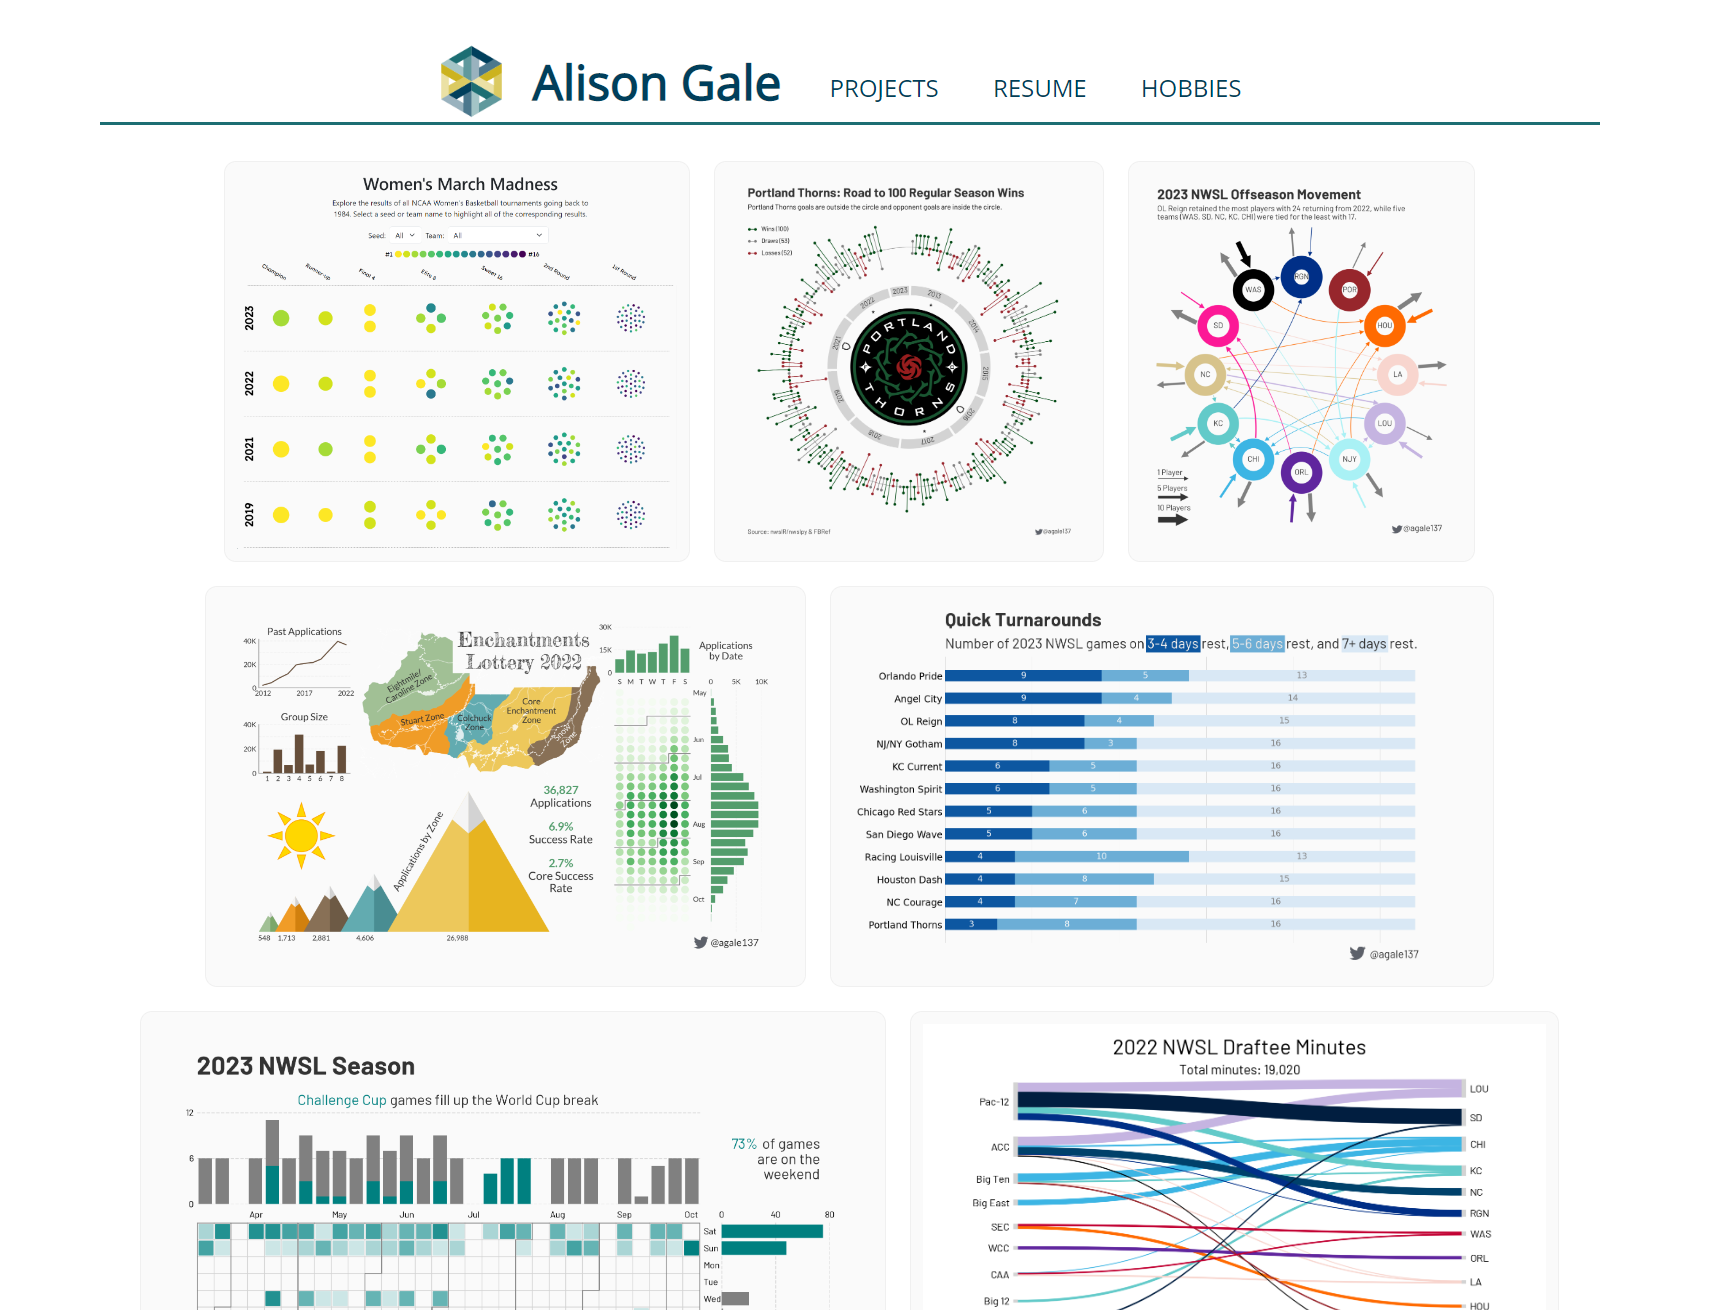 Alison Gale
PROJECTS
RESUME
HOBBIES
Women's March Madness
Explore the results of all NCAA Women's Basketball tournaments going back to
1984. Select a seed or team name to highlight all of the corresponding results.
Seed: All Team: All
#1 #16
Champion Runner-up Final 4 Elite 8 Sweet 16 2nd Round 1st Round
2023
2022
2021
2019
Portland Thorns: Road to 100 Regular Season Wins
Portland Thorns goals are outside the circle and opponent goals are inside the circle.
Wins (100)
Draws (53)
Losses (52)
2013
2014
2015
2016
2017
2018
2019
2021
2022
2023
PORTLAND
THORNS
Source: nwslR/nwslpy & FBRef
@agale137
2023 NWSL Offseason Movement
OL Reign retained the most players with 24 returning from 2022, while five
teams (WAS, SD, NC, KC, CHI) were tied for the least with 17.
RGN
POR
HOU
LA
LOU
NJY
ORL
CHI
KC
NC
SD
WAS
1 Player
5 Players
10 Players
@agale137
Past Applications
40K
20K
0
2012 2017 2022
Group Size
40K
20K
0
1 2 3 4 5 6 7 8
Enchantments
Lottery 2022
Eightmile/
Caroline Zone
Stuart Zone
Colchuck
Zone
Core
Enchantment
Zone
Snow
Zone
30K
15K
0
S M T W T F S
Applications
by Date
0 5K 10K
May
Jun
Jul
Aug
Sep
Oct
36,827
Applications
6.9%
Success Rate
2.7%
Core Success
Rate
Applications by Zone
548 1,713 2,881 4,606 26,988
@agale137
Quick Turnarounds
Number of 2023 NWSL games on 3-4 days rest, 5-6 days rest, and 7+ days rest.
Orlando Pride 9 5 13
Angel City 9 4 14
OL Reign 8 4 15
NJ/NY Gotham 8 3 16
KC Current 6 5 16
Washington Spirit 6 5 16
Chicago Red Stars 5 6 16
San Diego Wave 5 6 16
Racing Louisville 4 10 13
Houston Dash 4 8 15
NC Courage 4 7 16
Portland Thorns 3 8 16
@agale137
2023 NWSL Season
Challenge Cup games fill up the World Cup break
12
6
0
Apr May Jun Jul Aug Sep Oct
73% of games
are on the
weekend
0 40 80
Sat
Sun
Mon
Tue
Wed
2022 NWSL Draftee Minutes
Total minutes: 19,020
Pac-12
ACC
Big Ten
Big East
SEC
WCC
CAA
Big 12
LOU
SD
CHI
KC
NC
RGN
WAS
ORL
LA
HOU